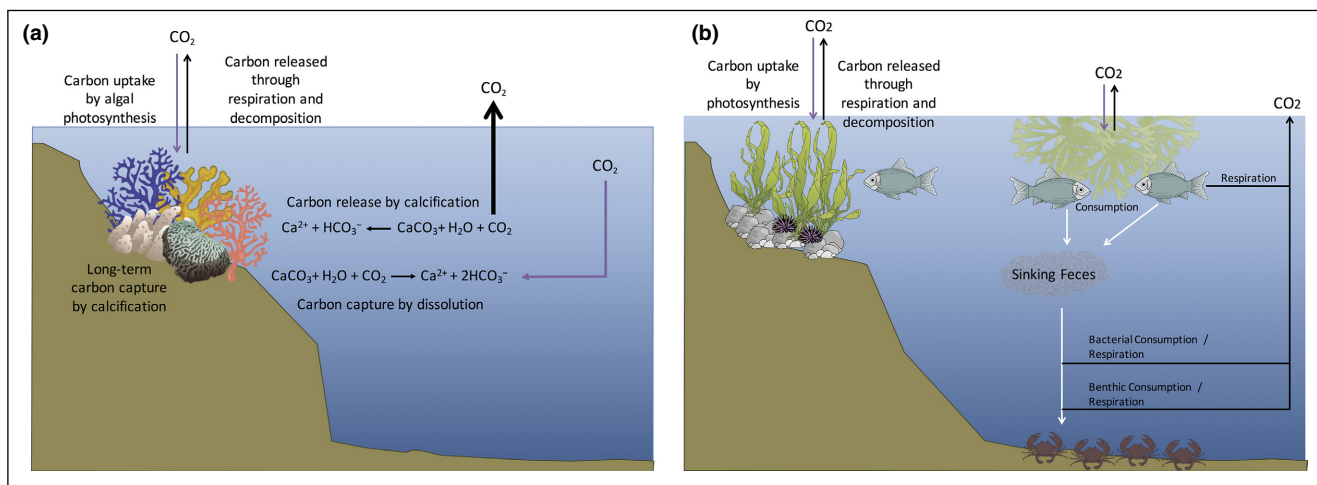 (a)
CO₂
Carbon uptake
by algal
photosynthesis
Carbon released
through
respiration and
decomposition
CO₂
CO₂
Carbon release by calcification
Ca²⁺ + HCO₃⁻ ← CaCO₃+ H₂O + CO₂
CaCO₃+ H₂O + CO₂ → Ca²⁺ + 2HCO₃⁻
Carbon capture by dissolution
Long-term
carbon capture
by calcification
(b)
CO₂
Carbon uptake
by
photosynthesis
Carbon released
through
respiration and
decomposition
CO2
CO2
Respiration
Consumption
Sinking Feces
Bacterial Consumption /
Respiration
Benthic Consumption /
Respiration